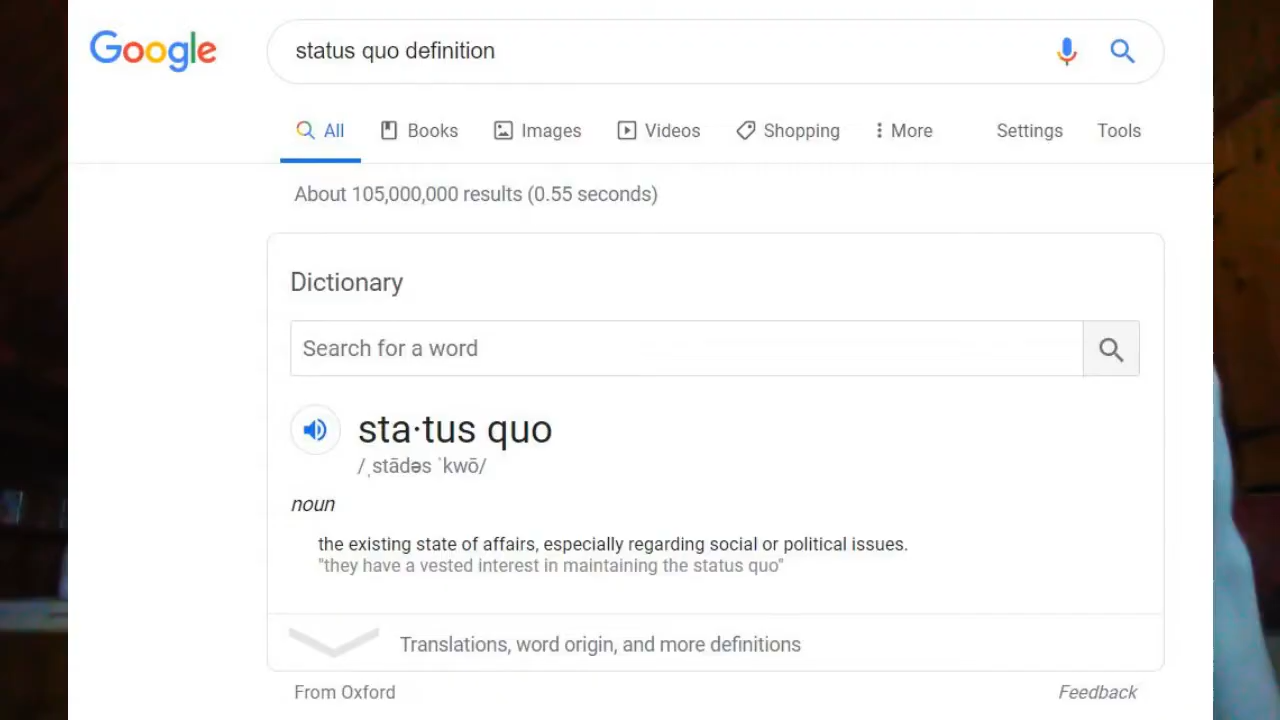 Google
status quo definition
All Books Images Videos Shopping More Settings Tools
About 105,000,000 results (0.55 seconds)
Dictionary
Search for a word
sta·tus quo
/ˌstādəs ˈkwō/
noun
the existing state of affairs, especially regarding social or political issues.
"they have a vested interest in maintaining the status quo"
Translations, word origin, and more definitions
From Oxford Feedback